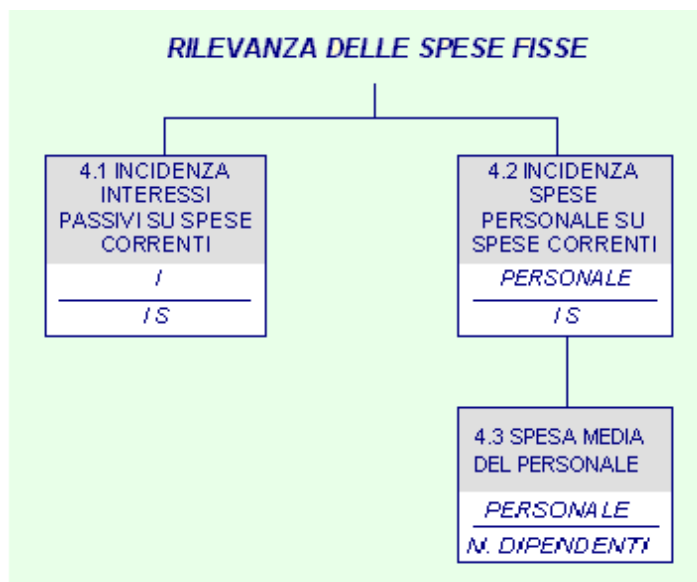 RILEVANZA DELLE SPESE FISSE
4.1 INCIDENZA
INTERESSI
PASSIVI SU SPESE
CORRENTI
I
I S
4.2 INCIDENZA
SPESE
PERSONALE SU
SPESE CORRENTI
PERSONALE
I S
4.3 SPESA MEDIA
DEL PERSONALE
PERSONALE
N. DIPENDENTI